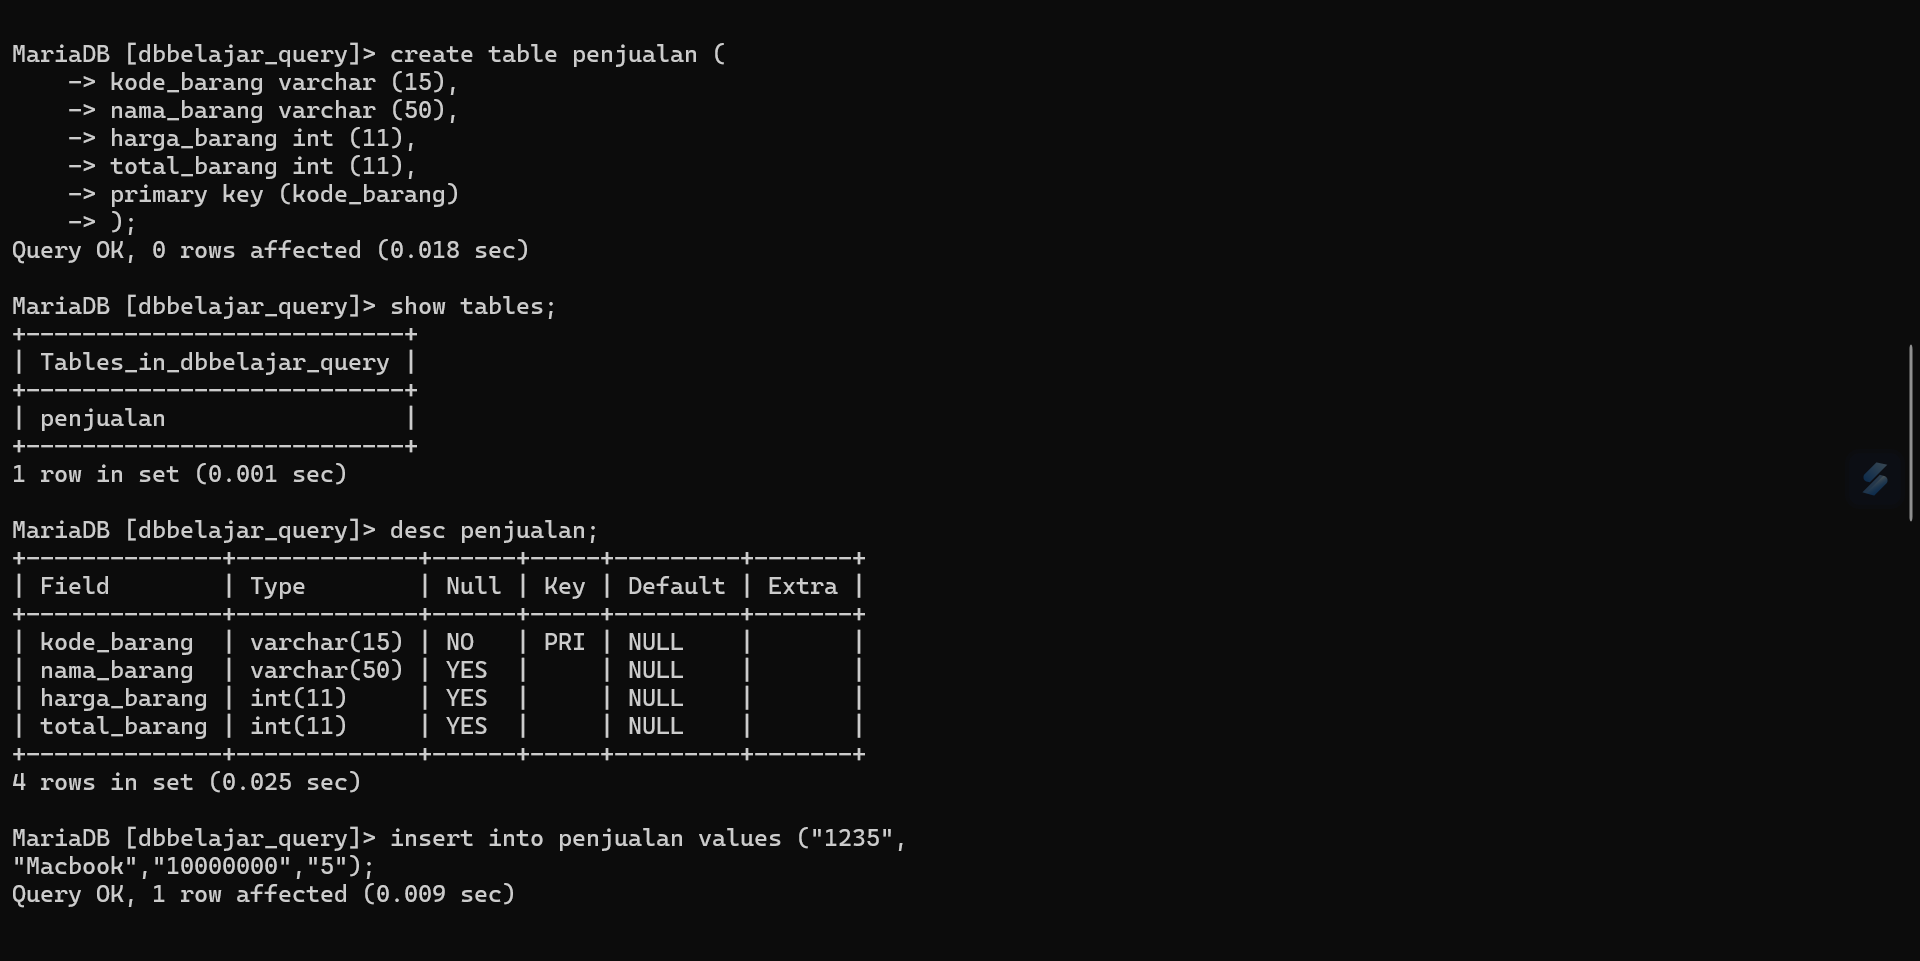 MariaDB [dbbelajar_query]> create table penjualan (
    -> kode_barang varchar (15),
    -> nama_barang varchar (50),
    -> harga_barang int (11),
    -> total_barang int (11),
    -> primary key (kode_barang)
    -> );
Query OK, 0 rows affected (0.018 sec)

MariaDB [dbbelajar_query]> show tables;
+---------------------------+
| Tables_in_dbbelajar_query |
+---------------------------+
| penjualan                 |
+---------------------------+
1 row in set (0.001 sec)

MariaDB [dbbelajar_query]> desc penjualan;
+--------------+-------------+------+-----+---------+-------+
| Field        | Type        | Null | Key | Default | Extra |
+--------------+-------------+------+-----+---------+-------+
| kode_barang  | varchar(15) | NO   | PRI | NULL    |       |
| nama_barang  | varchar(50) | YES  |     | NULL    |       |
| harga_barang | int(11)     | YES  |     | NULL    |       |
| total_barang | int(11)     | YES  |     | NULL    |       |
+--------------+-------------+------+-----+---------+-------+
4 rows in set (0.025 sec)

MariaDB [dbbelajar_query]> insert into penjualan values ("1235",
"Macbook","10000000","5");
Query OK, 1 row affected (0.009 sec)